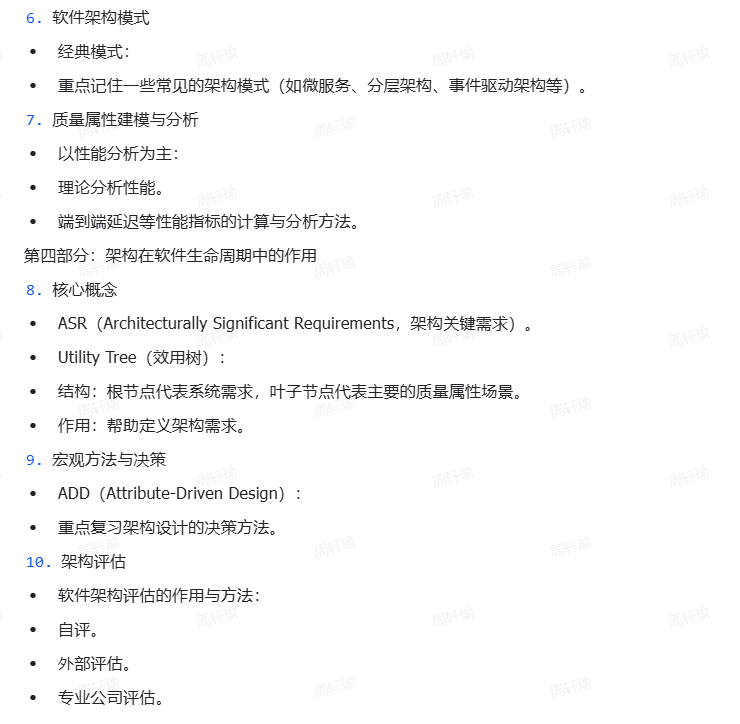 6. 软件架构模式
• 经典模式：
• 重点记住一些常见的架构模式（如微服务、分层架构、事件驱动架构等）。
7. 质量属性建模与分析
• 以性能分析为主：
• 理论分析性能。
• 端到端延迟等性能指标的计算与分析方法。
第四部分：架构在软件生命周期中的作用
8. 核心概念
• ASR（Architecturally Significant Requirements，架构关键需求）。
• Utility Tree（效用树）：
• 结构：根节点代表系统需求，叶子节点代表主要的质量属性场景。
• 作用：帮助定义架构需求。
9. 宏观方法与决策
• ADD（Attribute-Driven Design）：
• 重点复习架构设计的决策方法。
10. 架构评估
• 软件架构评估的作用与方法：
• 自评。
• 外部评估。
• 专业公司评估。
周轩瑜